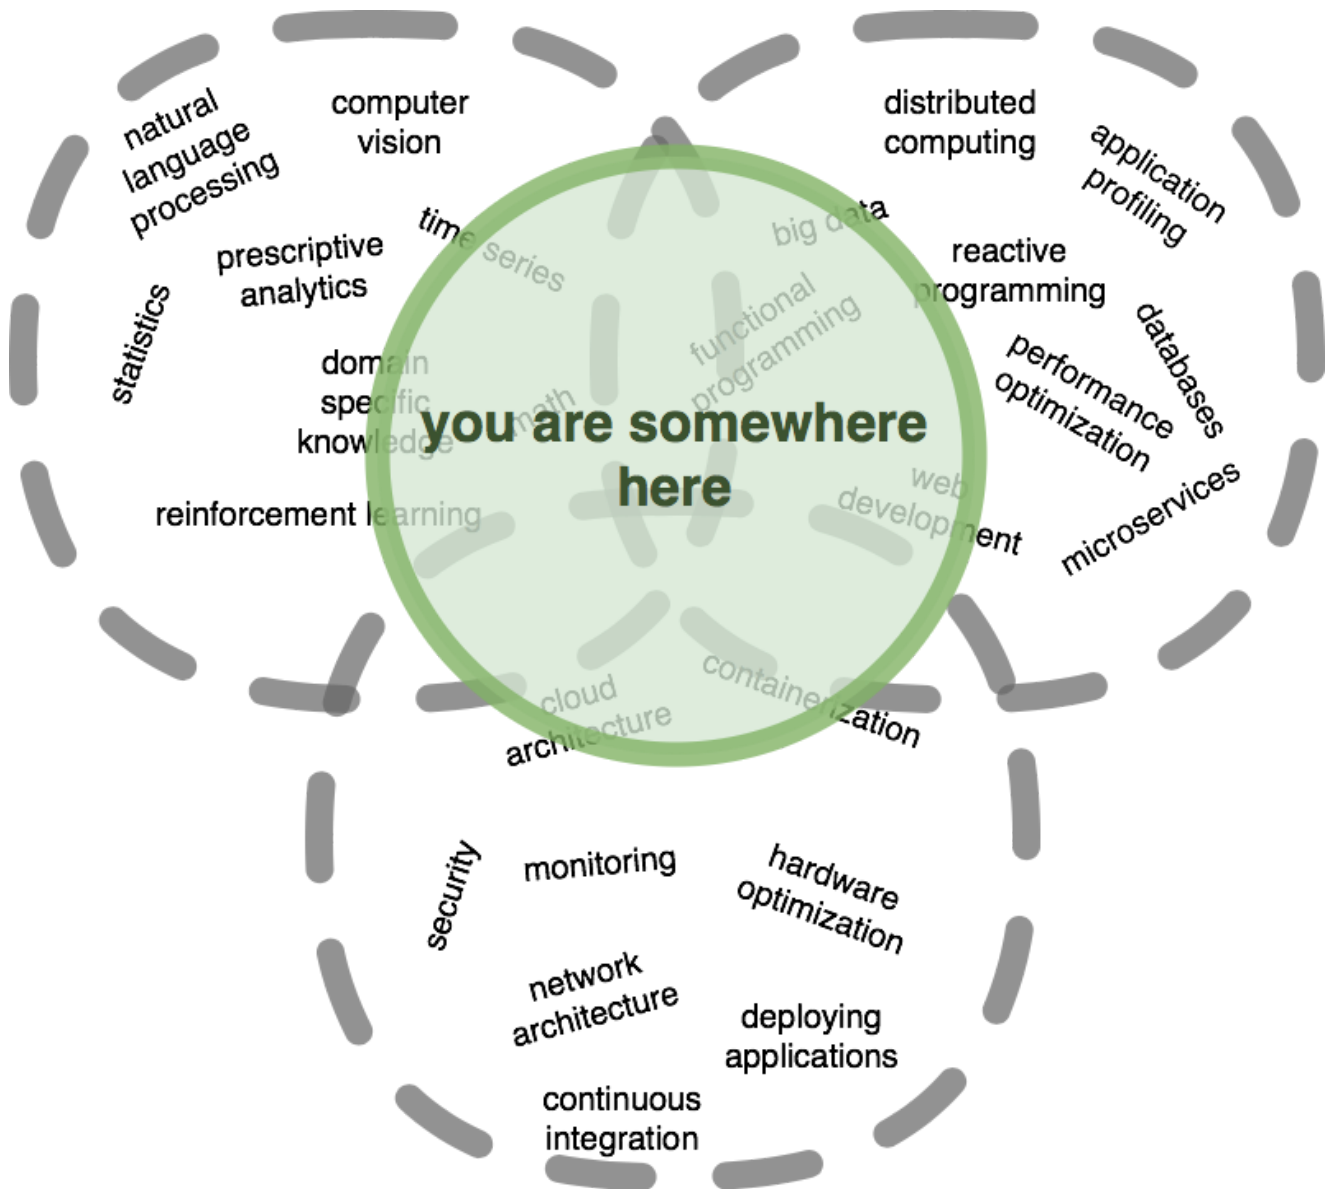 natural
language
processing
computer
vision
distributed
computing
application
profiling
time series
big data
prescriptive
analytics
reactive
programming
statistics
functional
programming
databases
domain
specific
knowledge
math
performance
optimization
you are somewhere
here
reinforcement learning
web
development
microservices
cloud
architecture
containerization
security
monitoring
hardware
optimization
network
architecture
deploying
applications
continuous
integration